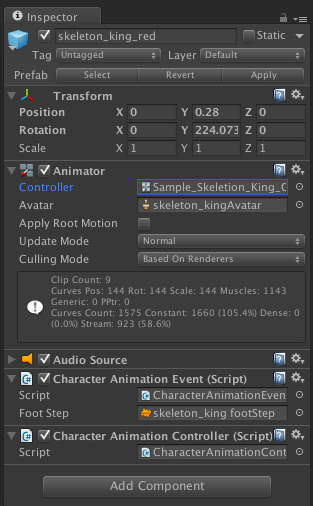 Inspector
skeleton_king_red Static
Tag Untagged Layer Default
Prefab Select Revert Apply
Transform
Position X 0 Y 0.28 Z 0
Rotation X 0 Y 224.073 Z 0
Scale X 1 Y 1 Z 1
Animator
Controller Sample_Skeletion_King_C
Avatar skeleton_kingAvatar
Apply Root Motion
Update Mode Normal
Culling Mode Based On Renderers
Clip Count: 9
Curves Pos: 144 Rot: 144 Scale: 144 Muscles: 1143
Generic: 0 PPtr: 0
Curves Count: 1575 Constant: 1660 (105.4%) Dense: 0
(0.0%) Stream: 923 (58.6%)
Audio Source
Character Animation Event (Script)
Script CharacterAnimationEven
Foot Step skeleton_king footStep
Character Animation Controller (Script)
Script CharacterAnimationCont
Add Component